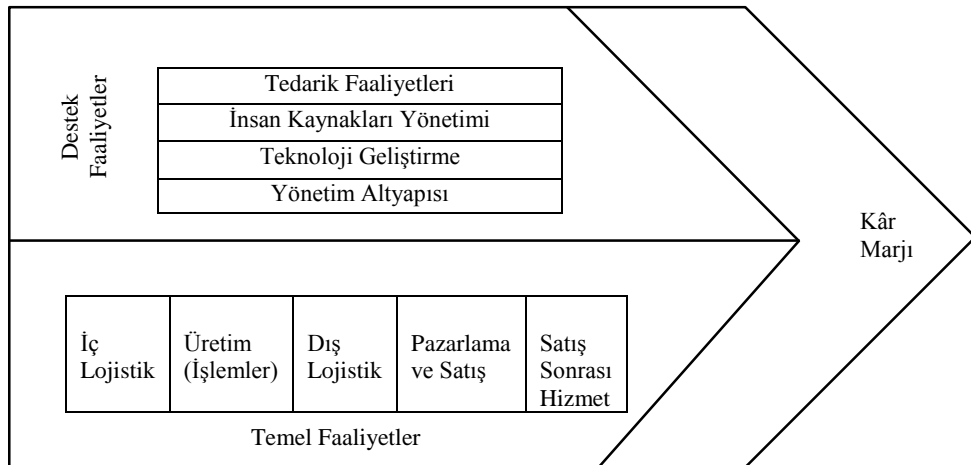 Destek
Faaliyetler
Tedarik Faaliyetleri
İnsan Kaynakları Yönetimi
Teknoloji Geliştirme
Yönetim Altyapısı
Kâr
Marjı
İç
Lojistik
Üretim
(İşlemler)
Dış
Lojistik
Pazarlama
ve Satış
Satış
Sonrası
Hizmet
Temel Faaliyetler